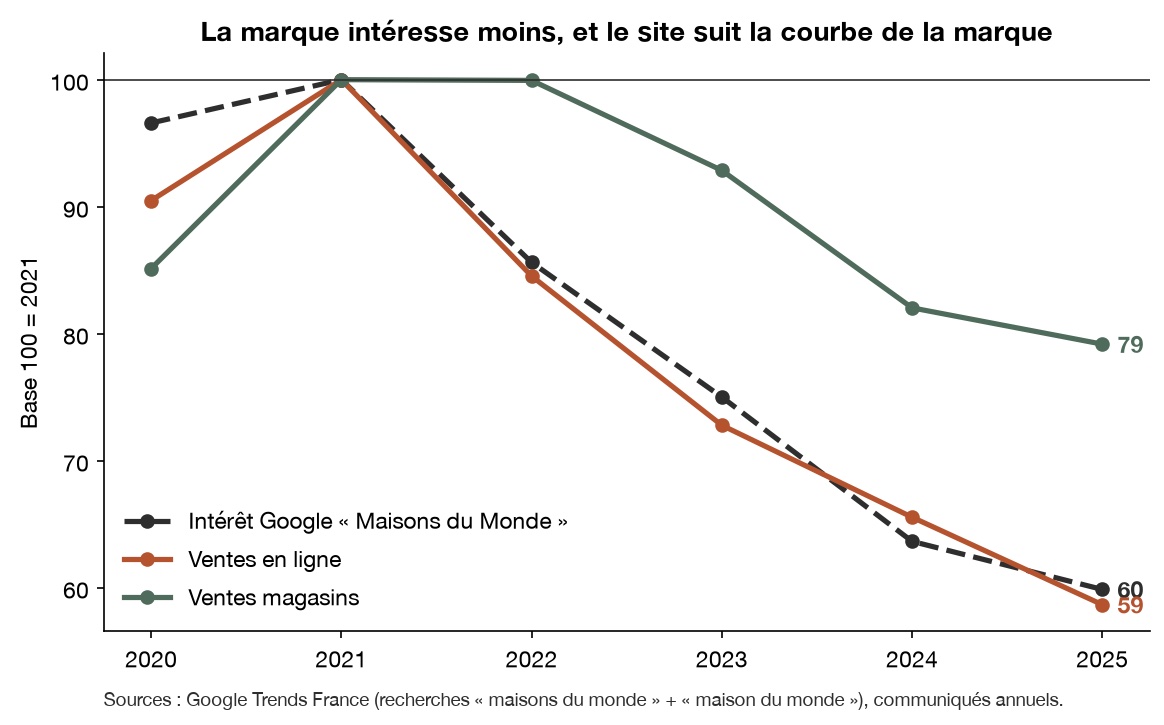 La marque intéresse moins, et le site suit la courbe de la marque
100
90
80
70
60
Base 100 = 2021
79
60
59
Intérêt Google « Maisons du Monde »
Ventes en ligne
Ventes magasins
2020 2021 2022 2023 2024 2025
Sources : Google Trends France (recherches « maisons du monde » + « maison du monde »), communiqués annuels.